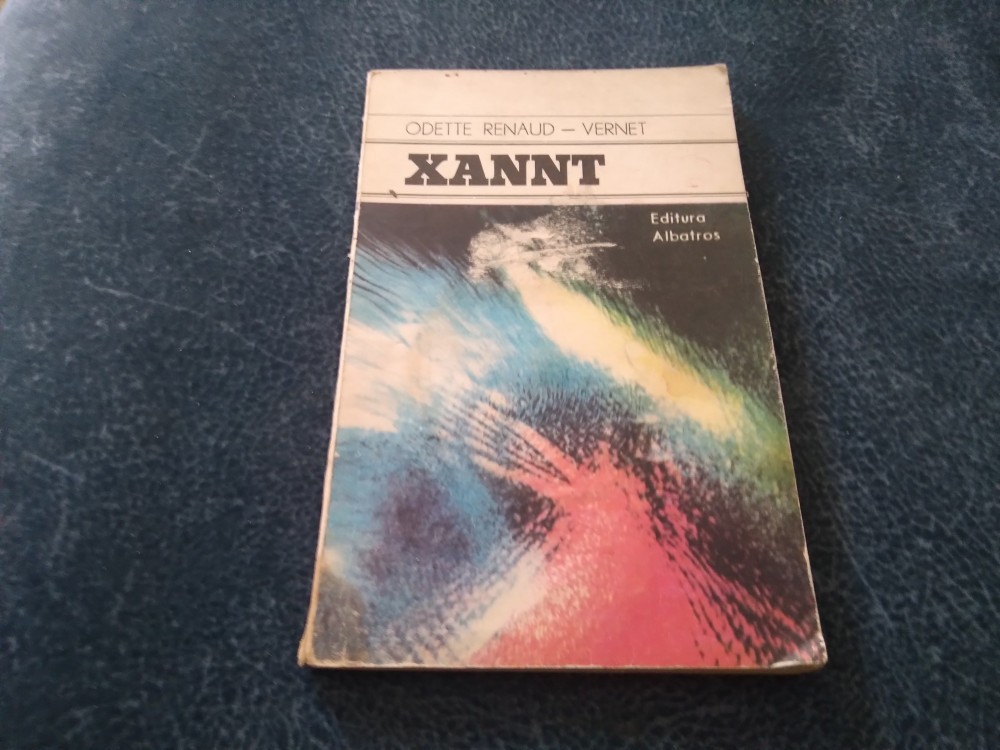 ODETTE RENAUD – VERNET
XANNT
Editura
Albatros